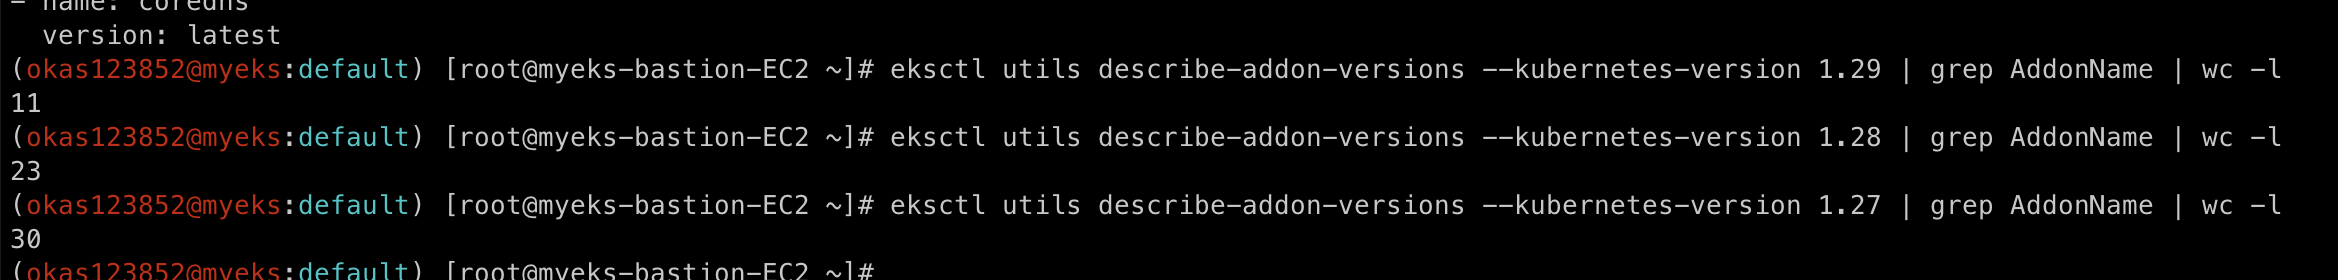 - name: coredns
  version: latest
(okas123852@myeks:default) [root@myeks-bastion-EC2 ~]# eksctl utils describe-addon-versions --kubernetes-version 1.29 | grep AddonName | wc -l
11
(okas123852@myeks:default) [root@myeks-bastion-EC2 ~]# eksctl utils describe-addon-versions --kubernetes-version 1.28 | grep AddonName | wc -l
23
(okas123852@myeks:default) [root@myeks-bastion-EC2 ~]# eksctl utils describe-addon-versions --kubernetes-version 1.27 | grep AddonName | wc -l
30
(okas123852@myeks:default) [root@myeks-bastion-EC2 ~]#